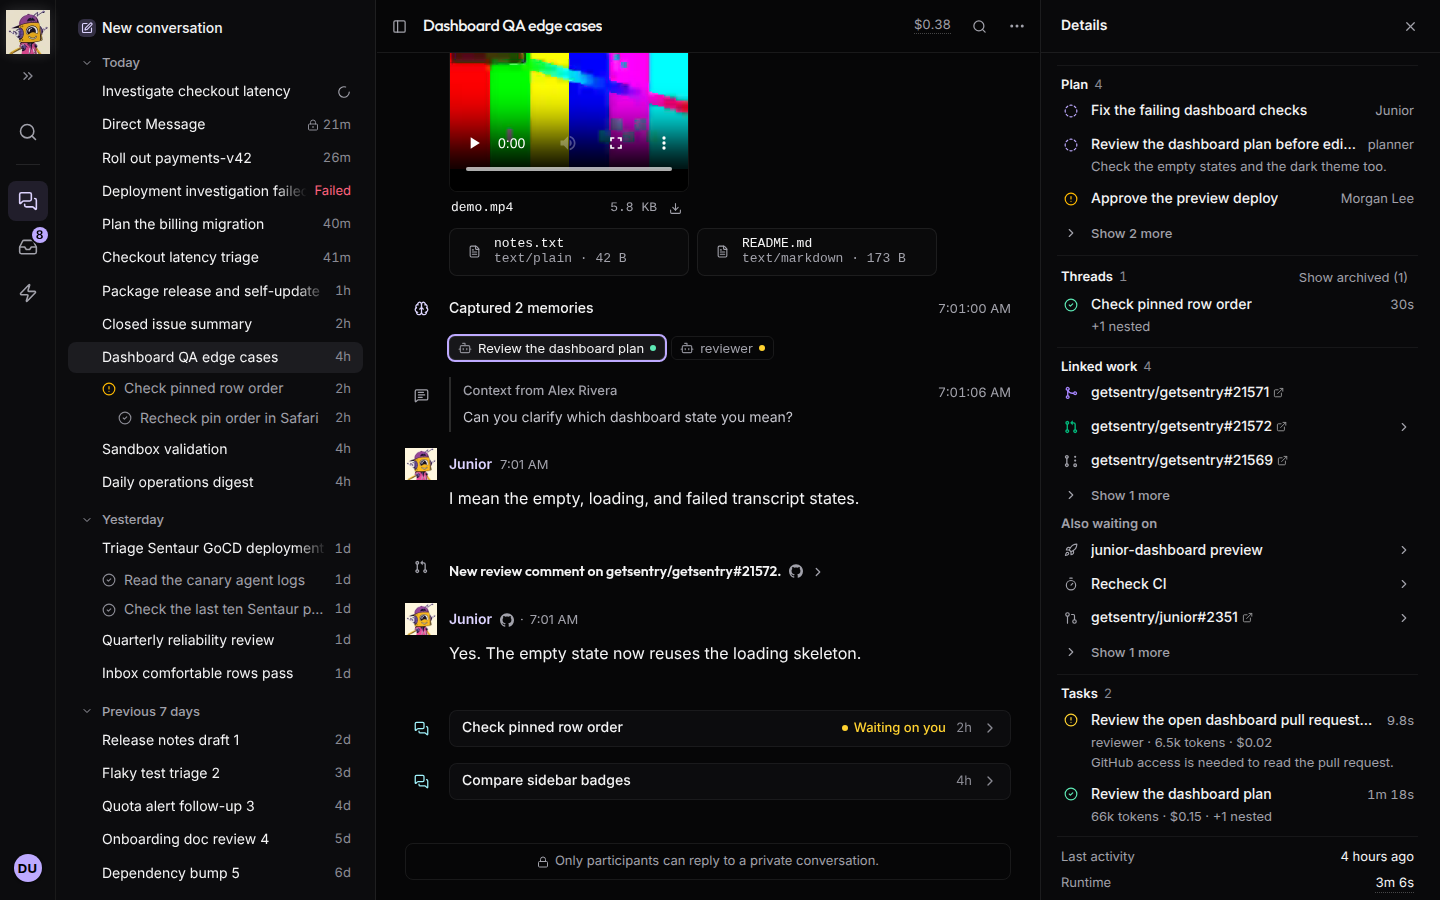 New conversation
Today
Investigate checkout latency
Direct Message 21m
Roll out payments-v42 26m
Deployment investigation failed Failed
Plan the billing migration 40m
Checkout latency triage 41m
Package release and self-update 1h
Closed issue summary 2h
Dashboard QA edge cases 4h
Check pinned row order 2h
Recheck pin order in Safari 2h
Sandbox validation 4h
Daily operations digest 4h
Yesterday
Triage Sentaur GoCD deployment 1d
Read the canary agent logs 1d
Check the last ten Sentaur p... 1d
Quarterly reliability review 1d
Inbox comfortable rows pass 1d
Previous 7 days
Release notes draft 1 2d
Flaky test triage 2 3d
Quota alert follow-up 3 4d
Onboarding doc review 4 5d
Dependency bump 5 6d
8
DU
Dashboard QA edge cases $0.38
0:00
demo.mp4 5.8 KB
notes.txt
text/plain · 42 B
README.md
text/markdown · 173 B
Captured 2 memories 7:01:00 AM
Review the dashboard plan
reviewer
Context from Alex Rivera 7:01:06 AM
Can you clarify which dashboard state you mean?
Junior 7:01 AM
I mean the empty, loading, and failed transcript states.
New review comment on getsentry/getsentry#21572.
Junior · 7:01 AM
Yes. The empty state now reuses the loading skeleton.
Check pinned row order Waiting on you 2h
Compare sidebar badges 4h
Only participants can reply to a private conversation.
Details
Plan 4
Fix the failing dashboard checks Junior
Review the dashboard plan before edi... planner
Check the empty states and the dark theme too.
Approve the preview deploy Morgan Lee
Show 2 more
Threads 1 Show archived (1)
Check pinned row order 30s
+1 nested
Linked work 4
getsentry/getsentry#21571
getsentry/getsentry#21572
getsentry/getsentry#21569
Show 1 more
Also waiting on
junior-dashboard preview
Recheck CI
getsentry/junior#2351
Show 1 more
Tasks 2
Review the open dashboard pull request... 9.8s
reviewer · 6.5k tokens · $0.02
GitHub access is needed to read the pull request.
Review the dashboard plan 1m 18s
66k tokens · $0.15 · +1 nested
Last activity 4 hours ago
Runtime 3m 6s